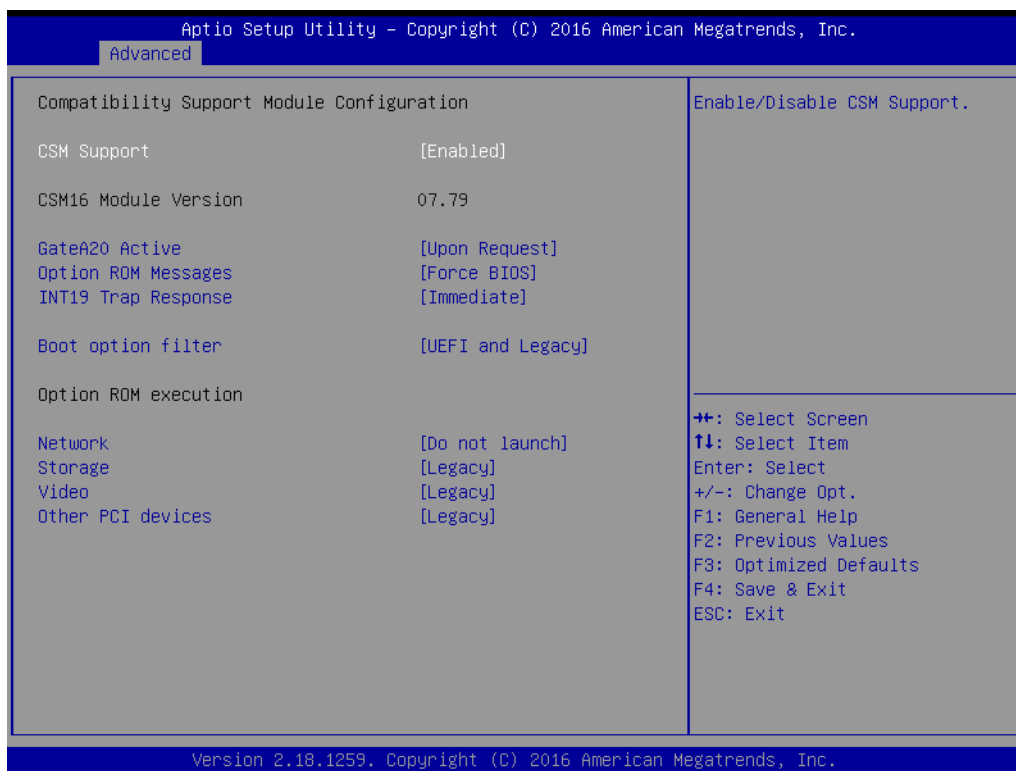 Aptio Setup Utility – Copyright (C) 2016 American Megatrends, Inc.
Advanced
Compatibility Support Module Configuration
CSM Support [Enabled]
CSM16 Module Version 07.79
GateA20 Active [Upon Request]
Option ROM Messages [Force BIOS]
INT19 Trap Response [Immediate]
Boot option filter [UEFI and Legacy]
Option ROM execution
Network [Do not launch]
Storage [Legacy]
Video [Legacy]
Other PCI devices [Legacy]
Enable/Disable CSM Support.
→←: Select Screen
↑↓: Select Item
Enter: Select
+/-: Change Opt.
F1: General Help
F2: Previous Values
F3: Optimized Defaults
F4: Save & Exit
ESC: Exit
Version 2.18.1259. Copyright (C) 2016 American Megatrends, Inc.